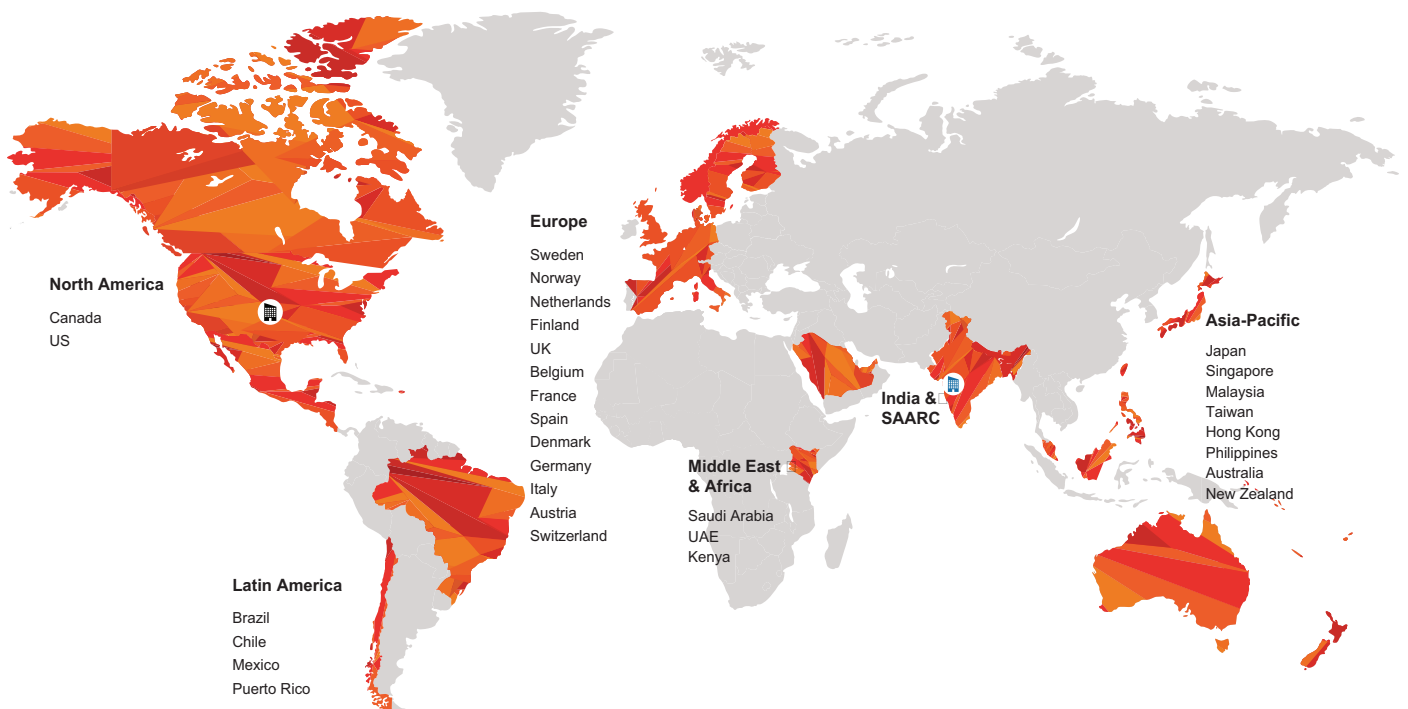 North America
Canada
US
Latin America
Brazil
Chile
Mexico
Puerto Rico
Europe
Sweden
Norway
Netherlands
Finland
UK
Belgium
France
Spain
Denmark
Germany
Italy
Austria
Switzerland
Middle East
& Africa
Saudi Arabia
UAE
Kenya
India &
SAARC
Asia-Pacific
Japan
Singapore
Malaysia
Taiwan
Hong Kong
Philippines
Australia
New Zealand